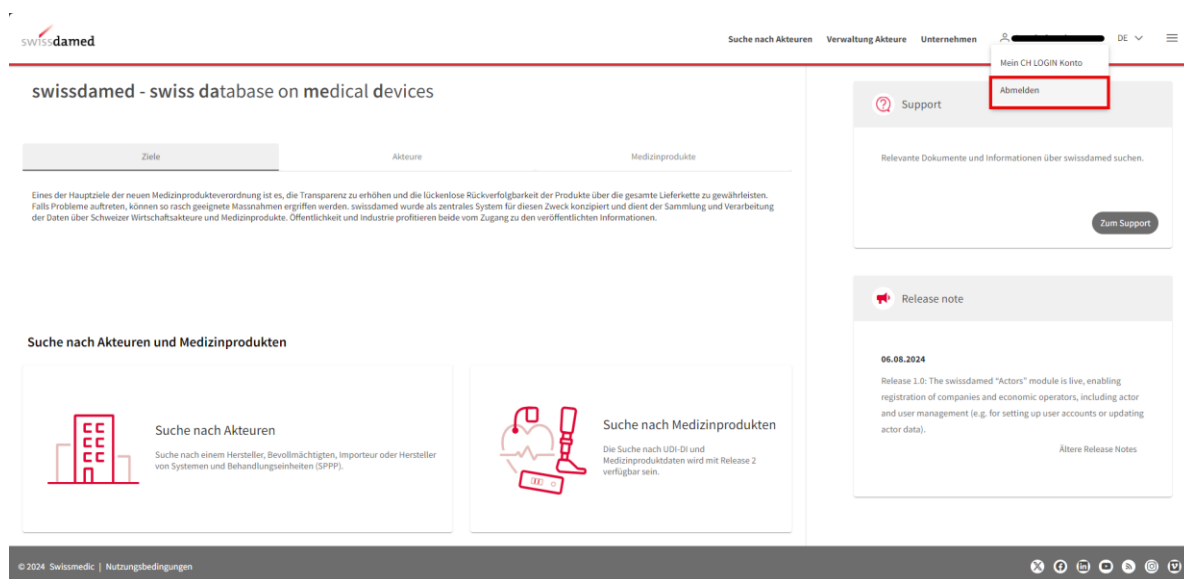 swissdamed
Suche nach Akteuren Verwaltung Akteure Unternehmen DE
Mein CH LOGIN Konto
Abmelden
swissdamed - swiss database on medical devices
Ziele Akteure Medizinprodukte
Eines der Hauptziele der neuen Medizinprodukteverordnung ist es, die Transparenz zu erhöhen und die lückenlose Rückverfolgbarkeit der Produkte über die gesamte Lieferkette zu gewährleisten.
Falls Probleme auftreten, können so rasch geeignete Massnahmen ergriffen werden. swissdamed wurde als zentrales System für diesen Zweck konzipiert und dient der Sammlung und Verarbeitung
der Daten über Schweizer Wirtschaftsakteure und Medizinprodukte. Öffentlichkeit und Industrie profitieren beide vom Zugang zu den veröffentlichten Informationen.
Support
Relevante Dokumente und Informationen über swissdamed suchen.
Zum Support
Suche nach Akteuren und Medizinprodukten
Suche nach Akteuren
Suche nach einem Hersteller, Bevollmächtigten, Importeur oder Hersteller
von Systemen und Behandlungseinheiten (SPPP).
Suche nach Medizinprodukten
Die Suche nach UDI-DI und
Medizinproduktdaten wird mit Release 2
verfügbar sein.
Release note
06.08.2024
Release 1.0: The swissdamed “Actors” module is live, enabling
registration of companies and economic operators, including actor
and user management (e.g. for setting up user accounts or updating
actor data).
Ältere Release Notes
© 2024 Swissmedic | Nutzungsbedingungen